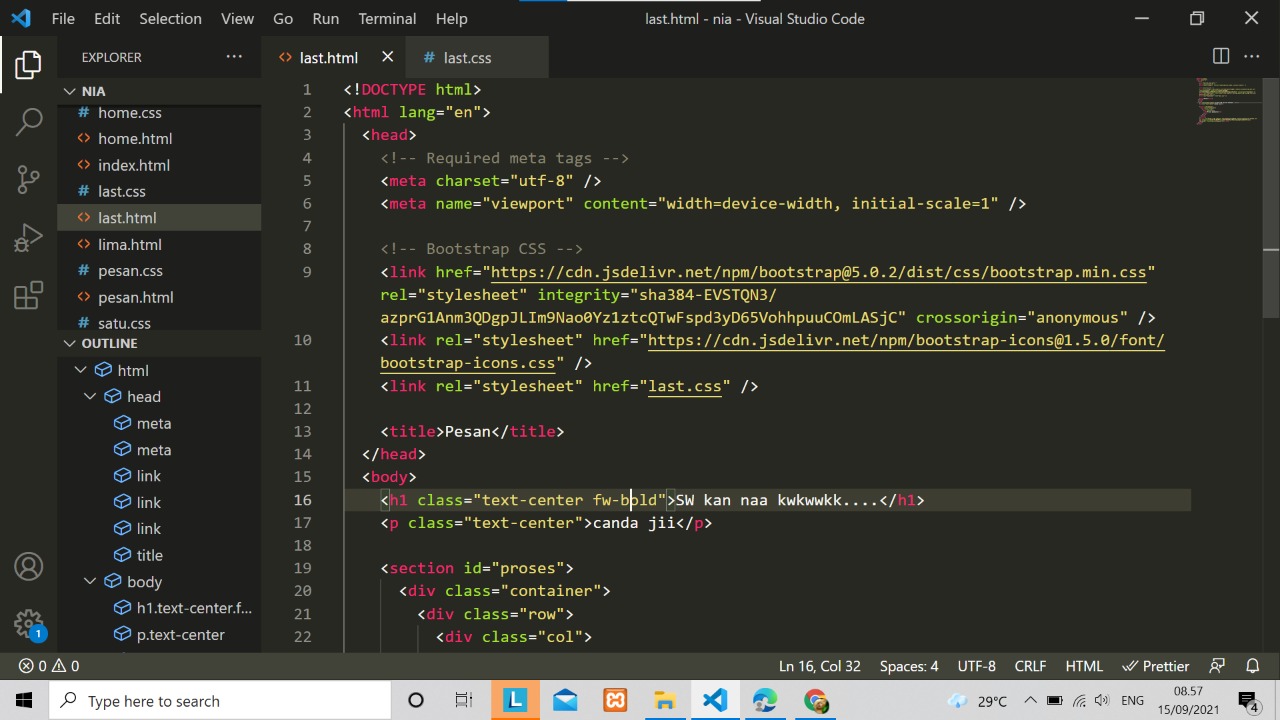 File Edit Selection View Go Run Terminal Help last.html - nia - Visual Studio Code
EXPLORER
NIA
# home.css
<> home.html
<> index.html
# last.css
<> last.html
<> lima.html
# pesan.css
<> pesan.html
# satu.css
OUTLINE
html
head
meta
meta
link
link
link
title
body
h1.text-center.f...
p.text-center
<> last.html
# last.css
1 <!DOCTYPE html>
2 <html lang="en">
3 <head>
4 <!-- Required meta tags -->
5 <meta charset="utf-8" />
6 <meta name="viewport" content="width=device-width, initial-scale=1" />
7
8 <!-- Bootstrap CSS -->
9 <link href="https://cdn.jsdelivr.net/npm/bootstrap@5.0.2/dist/css/bootstrap.min.css"
rel="stylesheet" integrity="sha384-EVSTQN3/
azprG1Anm3QDgpJLIm9Nao0Yz1ztcQTwFspd3yD65VohhpuuCOmLASjC" crossorigin="anonymous" />
10 <link rel="stylesheet" href="https://cdn.jsdelivr.net/npm/bootstrap-icons@1.5.0/font/
bootstrap-icons.css" />
11 <link rel="stylesheet" href="last.css" />
12
13 <title>Pesan</title>
14 </head>
15 <body>
16 <h1 class="text-center fw-bold">SW kan naa kwkwwkk....</h1>
17 <p class="text-center">canda jii</p>
18
19 <section id="proses">
20 <div class="container">
21 <div class="row">
22 <div class="col">
1
0 0 Ln 16, Col 32 Spaces: 4 UTF-8 CRLF HTML Prettier
Type here to search
L
29°C
ENG
08.57
15/09/2021
4